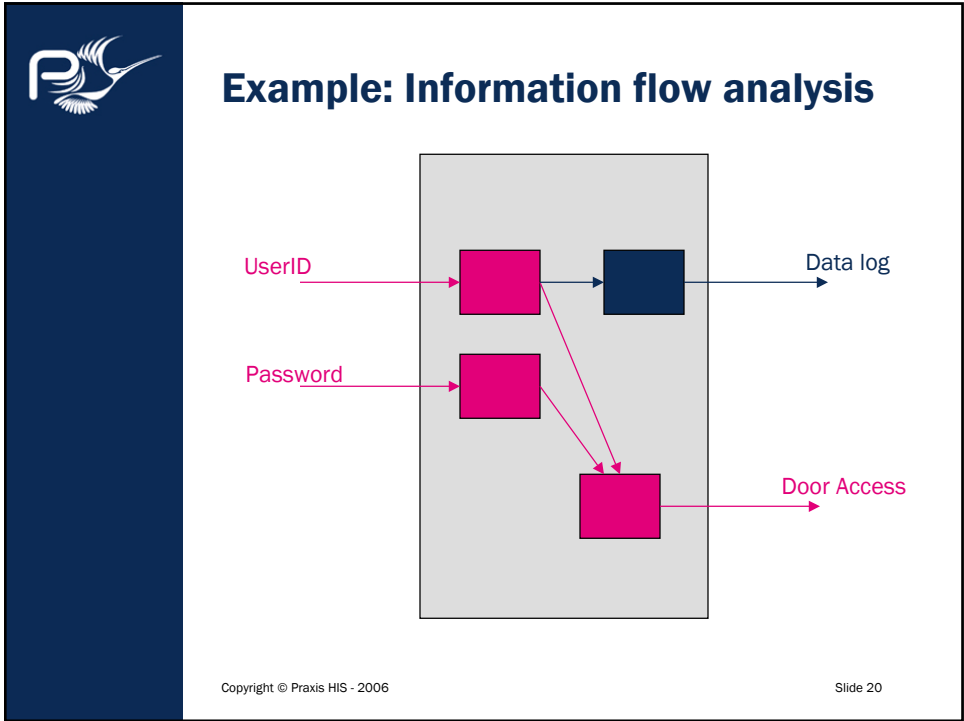 Example: Information flow analysis
UserID
Data log
Password
Door Access
Copyright © Praxis HIS - 2006
Slide 20